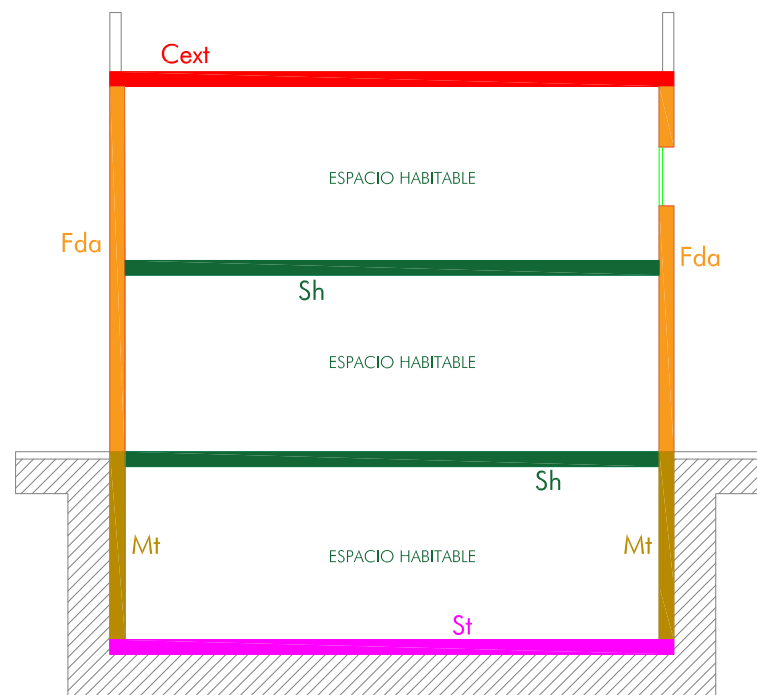 Cext
ESPACIO HABITABLE
Fda
Fda
Sh
ESPACIO HABITABLE
Sh
Mt
Mt
ESPACIO HABITABLE
St